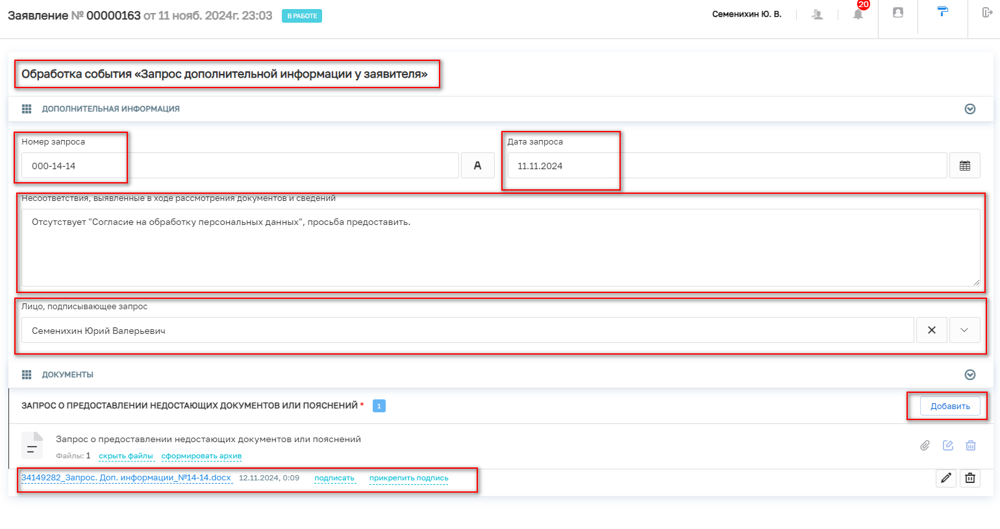 Заявление № 00000163 от 11 нояб. 2024г. 23:03 В РАБОТЕ
Семенихин Ю. В.
20
Обработка события «Запрос дополнительной информации у заявителя»
ДОПОЛНИТЕЛЬНАЯ ИНФОРМАЦИЯ
Номер запроса
Дата запроса
000-14-14
A
11.11.2024
Несоответствия, выявленные в ходе рассмотрения документов и сведений
Отсутствует "Согласие на обработку персональных данных", просьба предоставить.
Лицо, подписывающее запрос
Семенихин Юрий Валерьевич
ДОКУМЕНТЫ
ЗАПРОС О ПРЕДОСТАВЛЕНИИ НЕДОСТАЮЩИХ ДОКУМЕНТОВ ИЛИ ПОЯСНЕНИЙ * 1
Добавить
Запрос о предоставлении недостающих документов или пояснений
Файлы: 1 скрыть файлы сформировать архив
34149282_Запрос. Доп. информации_№14-14.docx 12.11.2024, 0:09 подписать прикрепить подпись